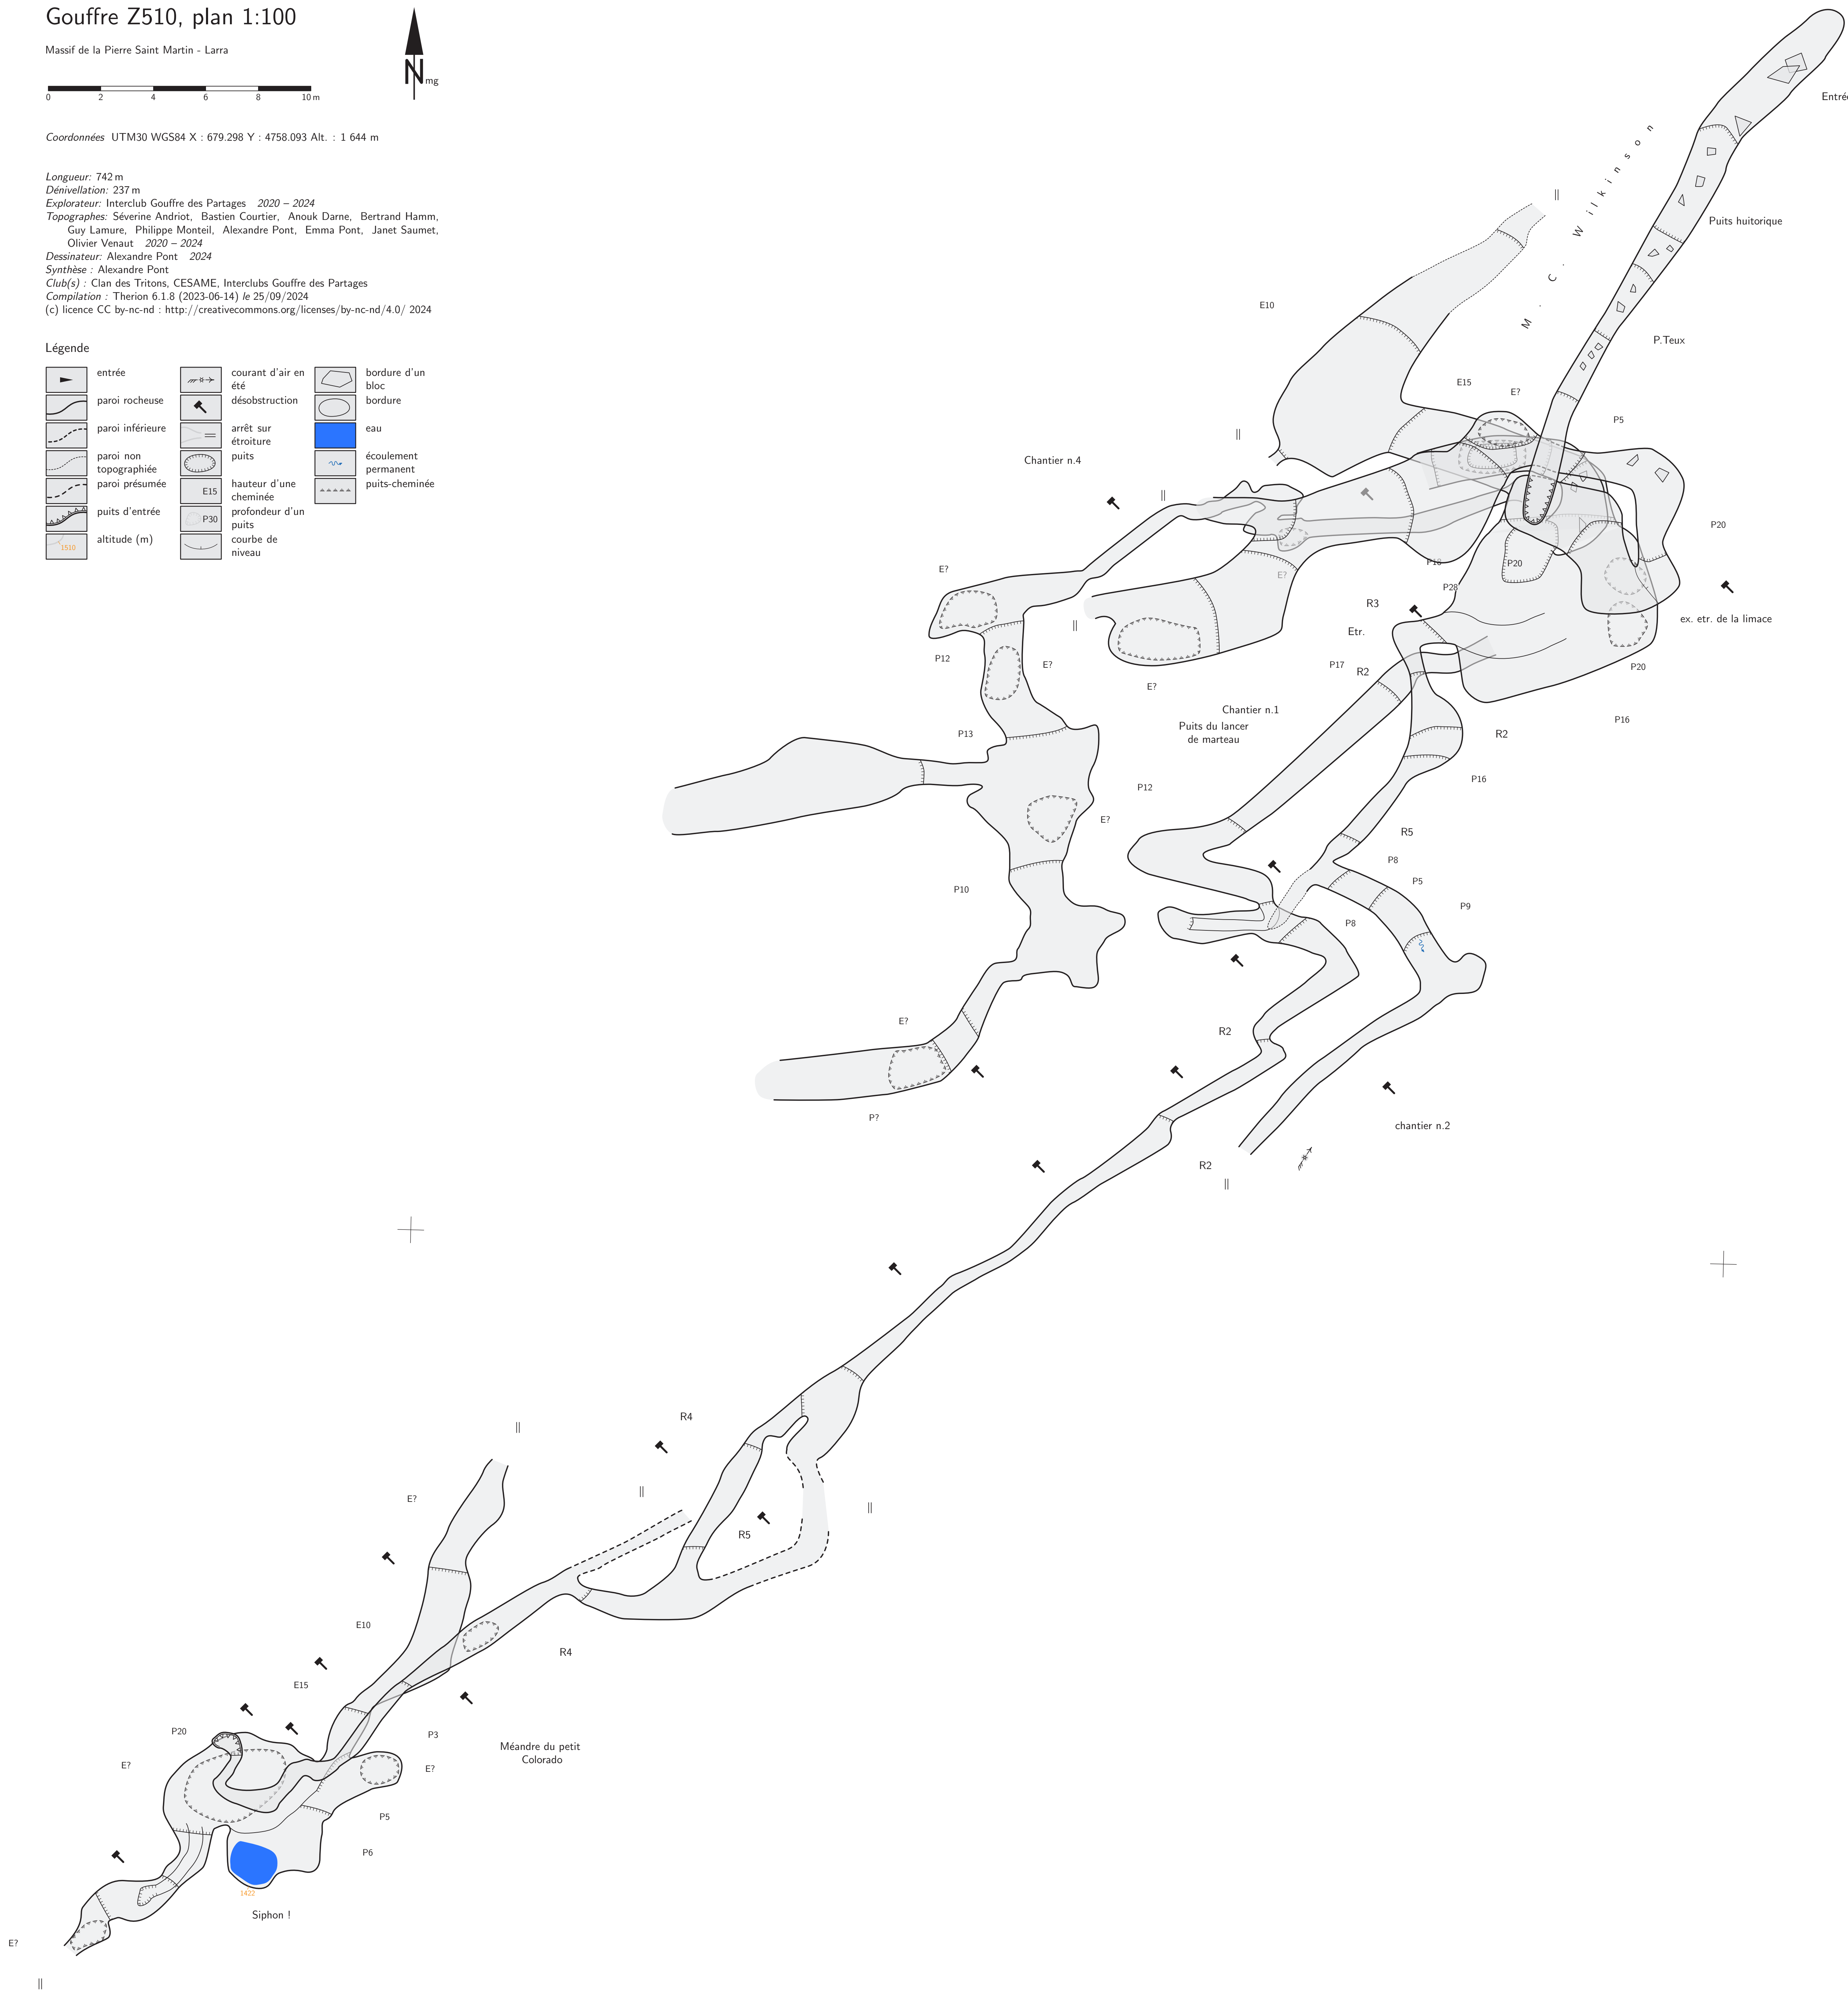 Gouffre Z510, plan 1:100
Massif de la Pierre Saint Martin - Larra
N mg
0 2 4 6 8 10 m
Coordonnées UTM30 WGS84 X : 679.298 Y : 4758.093 Alt. : 1 644 m
Longueur: 742 m
Dénivellation: 237 m
Explorateur: Interclub Gouffre des Partages 2020 – 2024
Topographes: Séverine Andriot, Bastien Courtier, Anouk Darne, Bertrand Hamm,
Guy Lamure, Philippe Monteil, Alexandre Pont, Emma Pont, Janet Saumet,
Olivier Venaut 2020 – 2024
Dessinateur: Alexandre Pont 2024
Synthèse : Alexandre Pont
Club(s) : Clan des Tritons, CESAME, Interclubs Gouffre des Partages
Compilation : Therion 6.1.8 (2023-06-14) le 25/09/2024
(c) licence CC by-nc-nd : http://creativecommons.org/licenses/by-nc-nd/4.0/ 2024
Légende
entrée
paroi rocheuse
paroi inférieure
paroi non
topographiée
paroi présumée
puits d'entrée
1510
altitude (m)
courant d'air en
été
désobstruction
arrêt sur
étroiture
puits
E15
hauteur d'une
cheminée
P30
profondeur d'un
puits
courbe de
niveau
bordure d'un
bloc
bordure
eau
écoulement
permanent
puits-cheminée
Entrée
M. C. Wilkinson
Puits huitorique
E10
P.Teux
E15
E?
P5
Chantier n.4
P20
P18
P20
E?
E?
P28
R3
ex. etr. de la limace
Etr.
P12
E?
P17
R2
P20
E?
Chantier n.1
P16
Puits du lancer
de marteau
P13
R2
P16
P12
E?
R5
P8
P5
P10
P9
P8
E?
R2
P?
chantier n.2
R2
R4
E?
R5
E10
R4
E15
P20
P3
Méandre du petit
Colorado
E?
E?
P5
P6
1422
Siphon !
E?